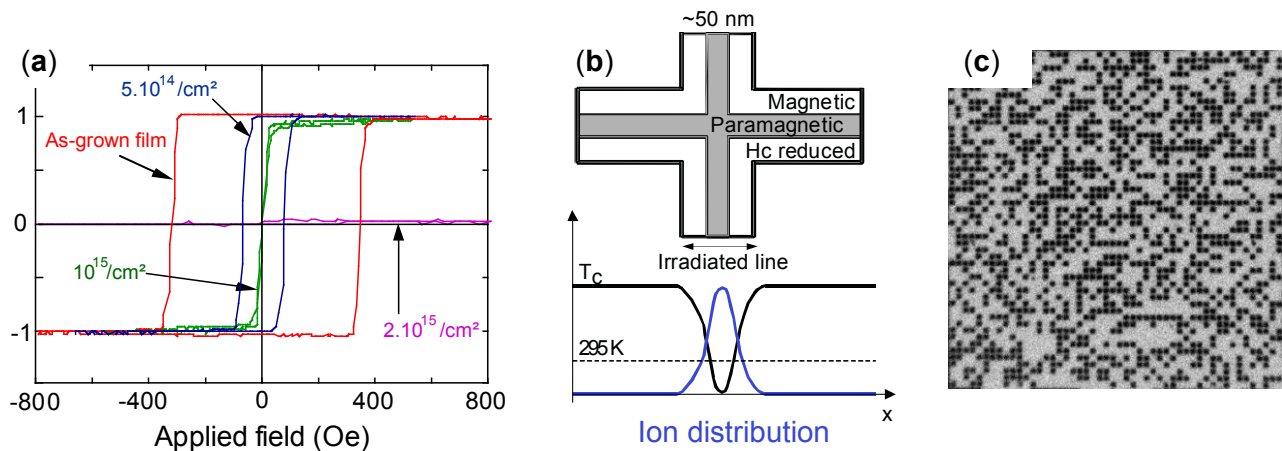 (a)
5.10¹⁴/cm²
As-grown film
10¹⁵/cm²
2.10¹⁵/cm²
1
0
-1
-800
-400
0
400
800
Applied field (Oe)
(b)
~50 nm
Magnetic
Paramagnetic
Hc reduced
Irradiated line
T_C
295 K
x
Ion distribution
(c)